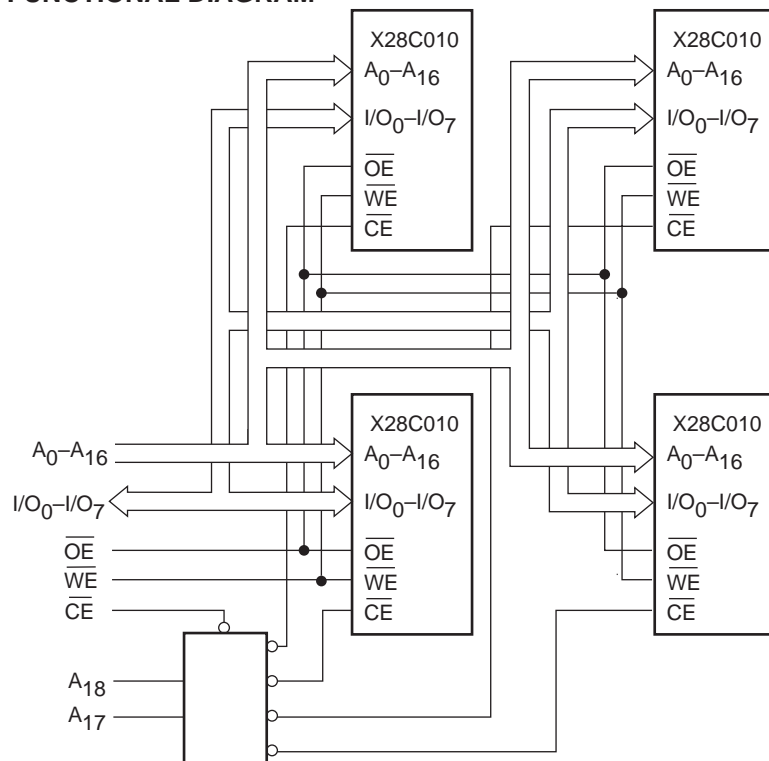 FUNCTIONAL DIAGRAM
X28C010
A0–A16
I/O0–I/O7
OE
WE
CE
X28C010
A0–A16
I/O0–I/O7
OE
WE
CE
X28C010
A0–A16
I/O0–I/O7
OE
WE
CE
X28C010
A0–A16
I/O0–I/O7
OE
WE
CE
A0–A16
I/O0–I/O7
OE
WE
CE
A18
A17